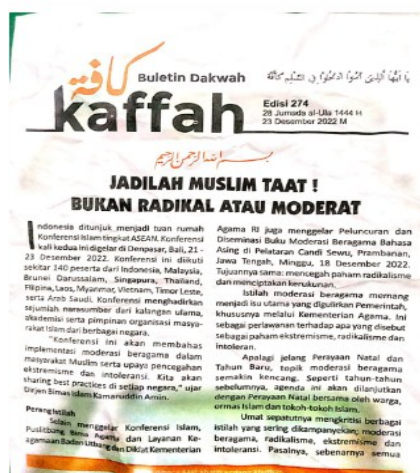 كافة
Buletin Dakwah
kaffah
يَا أَيُّهَا الَّذِينَ آمَنُوا ادْخُلُوا فِي السِّلْمِ كَافَّةً
Edisi 274
28 Jumada al-Ula 1444 H
23 Desember 2022 M
بسم الله الرحمن الرحيم
JADILAH MUSLIM TAAT !
BUKAN RADIKAL ATAU MODERAT
Indonesia ditunjuk menjadi tuan rumah
Konferensi Islam tingkat ASEAN. Konferensi
kali kedua ini digelar di Denpasar, Bali, 21 -
23 Desember 2022. Konferensi ini diikuti
sekitar 140 peserta dari Indonesia, Malaysia,
Brunei Darussalam, Singapura, Thailand,
Filipina, Laos, Myanmar, Vietnam, Timor Leste,
serta Arab Saudi. Konferensi menghadirkan
sejumlah narasumber dari kalangan ulama,
akademisi serta pimpinan organisasi masya-
rakat Islam dari berbagai negara.
"Konferensi ini akan membahas
implementasi moderasi beragama dalam
masyarakat Muslim serta upaya pencegahan
ekstremisme dan intoleransi. Kita akan
sharing best practices di setiap negara," ujar
Dirjen Bimas Islam Kamaruddin Amin.
Perang Istilah
Selain menggelar Konferensi Islam,
Puslitbang Bimas Agama dan Layanan Ke-
agamaan Badan Litbang dan Diklat Kementerian
Agama RI juga menggelar Peluncuran dan
Diseminasi Buku Moderasi Beragama Bahasa
Asing di Pelataran Candi Sewu, Prambanan,
Jawa Tengah, Minggu, 18 Desember 2022.
Tujuannya sama: mencegah paham radikalisme
dan menciptakan kerukunan.
Istilah moderasi beragama memang
menjadi isu utama yang digulirkan Pemerintah,
khususnya melalui Kementerian Agama. Ini
sebagai perlawanan terhadap apa yang disebut
sebagai paham ekstremisme, radikalisme dan
intoleran.
Apalagi jelang Perayaan Natal dan
Tahun Baru, topik moderasi beragama
semakin kencang. Seperti tahun-tahun
sebelumnya, agenda ini akan dilanjutkan
dengan Perayaan Natal bersama oleh warga,
ormas Islam dan tokoh-tokoh Islam.
Umat sepatutnya mengkritisi berbagai
istilah yang sering dikampanyekan; moderasi
beragama, radikalisme, ekstremisme dan
intoleransi. Pasalnya, sebenarnya semua